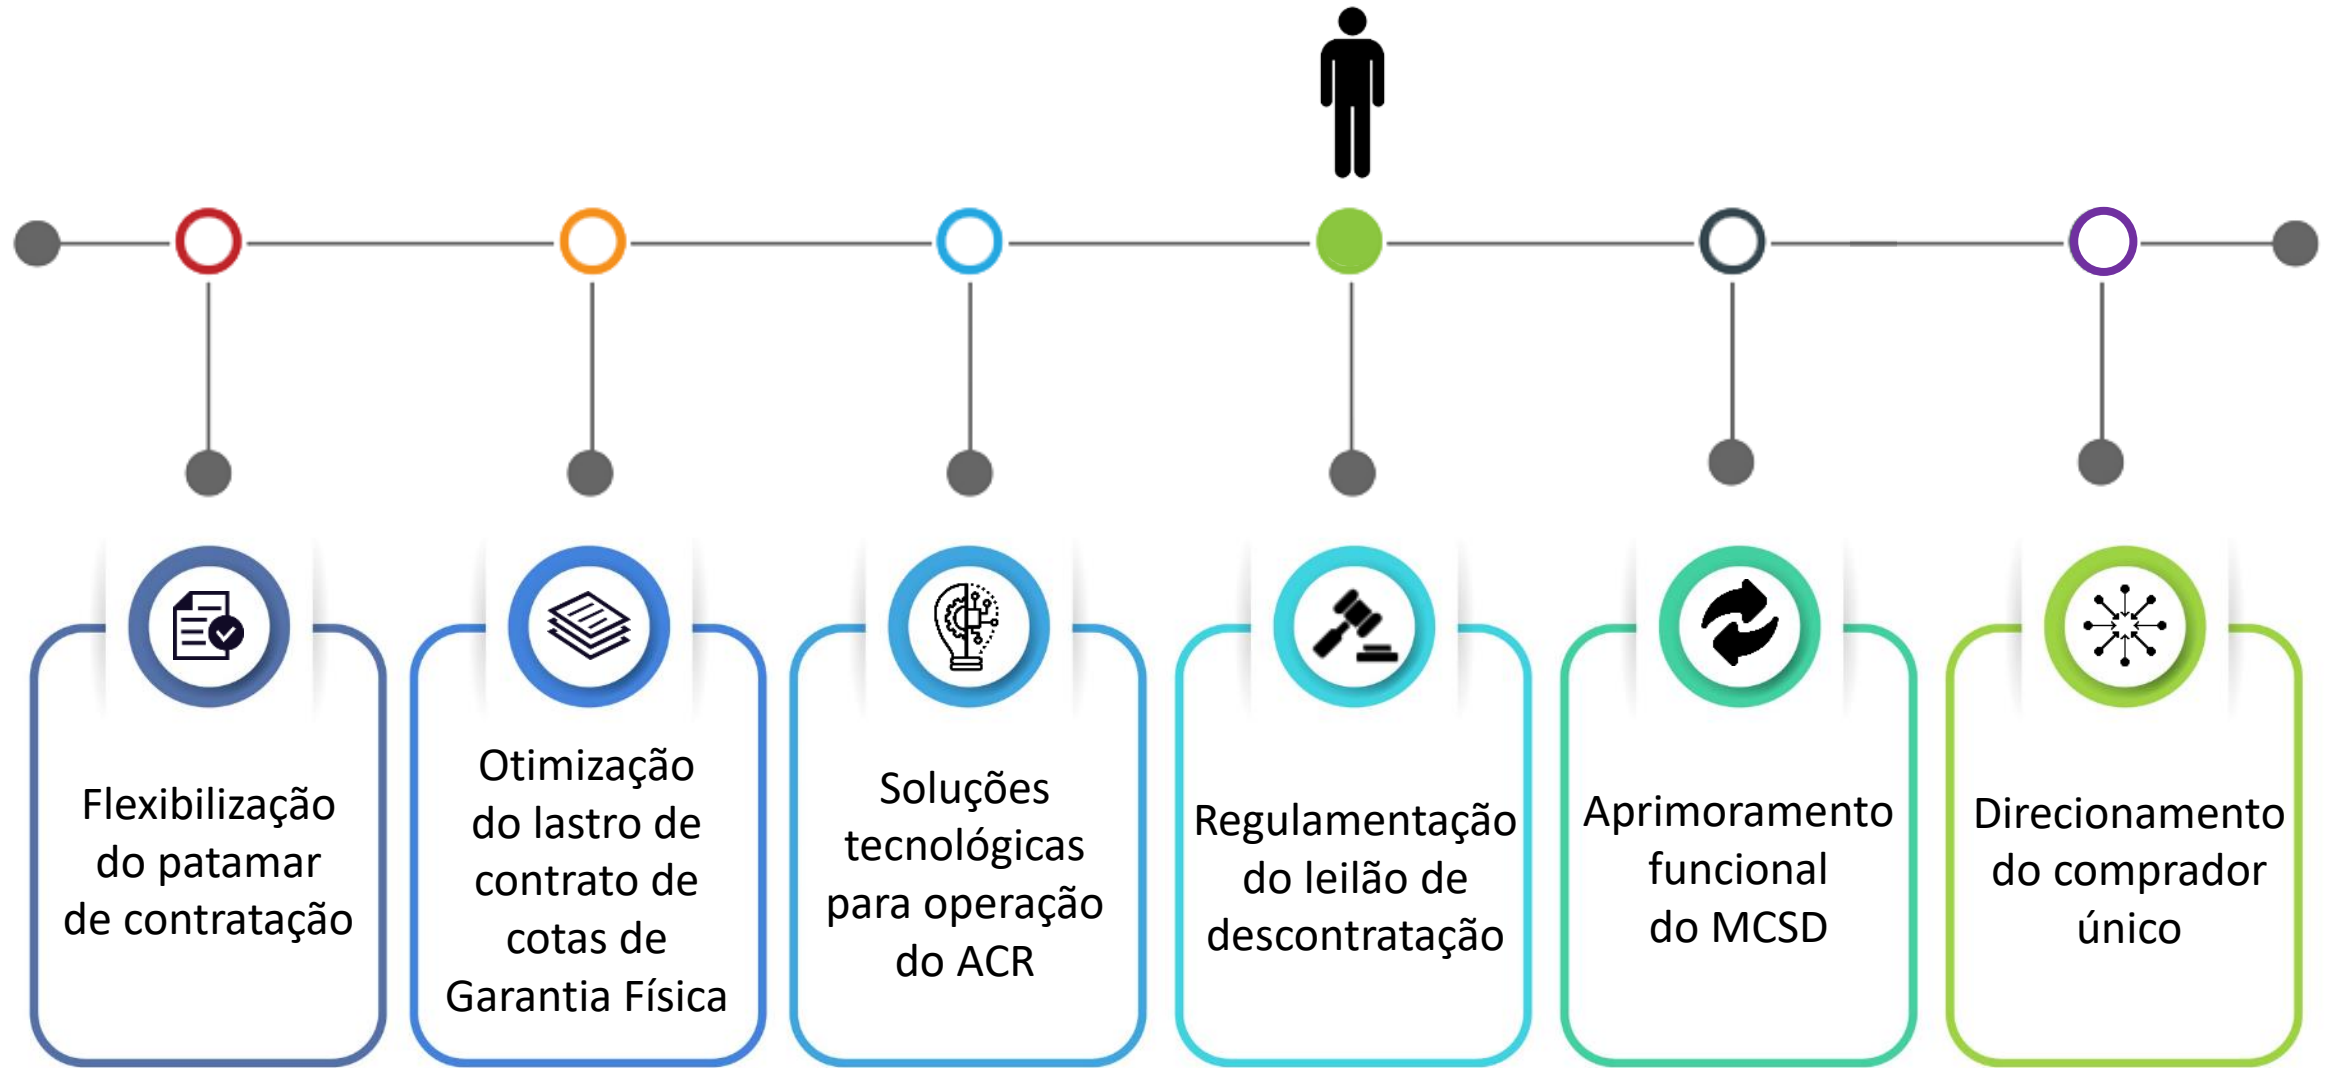 Flexibilização
do patamar
de contratação
Otimização
do lastro de
contrato de
cotas de
Garantia Física
Soluções
tecnológicas
para operação
do ACR
Regulamentação
do leilão de
descontratação
Aprimoramento
funcional
do MCSD
Direcionamento
do comprador
único